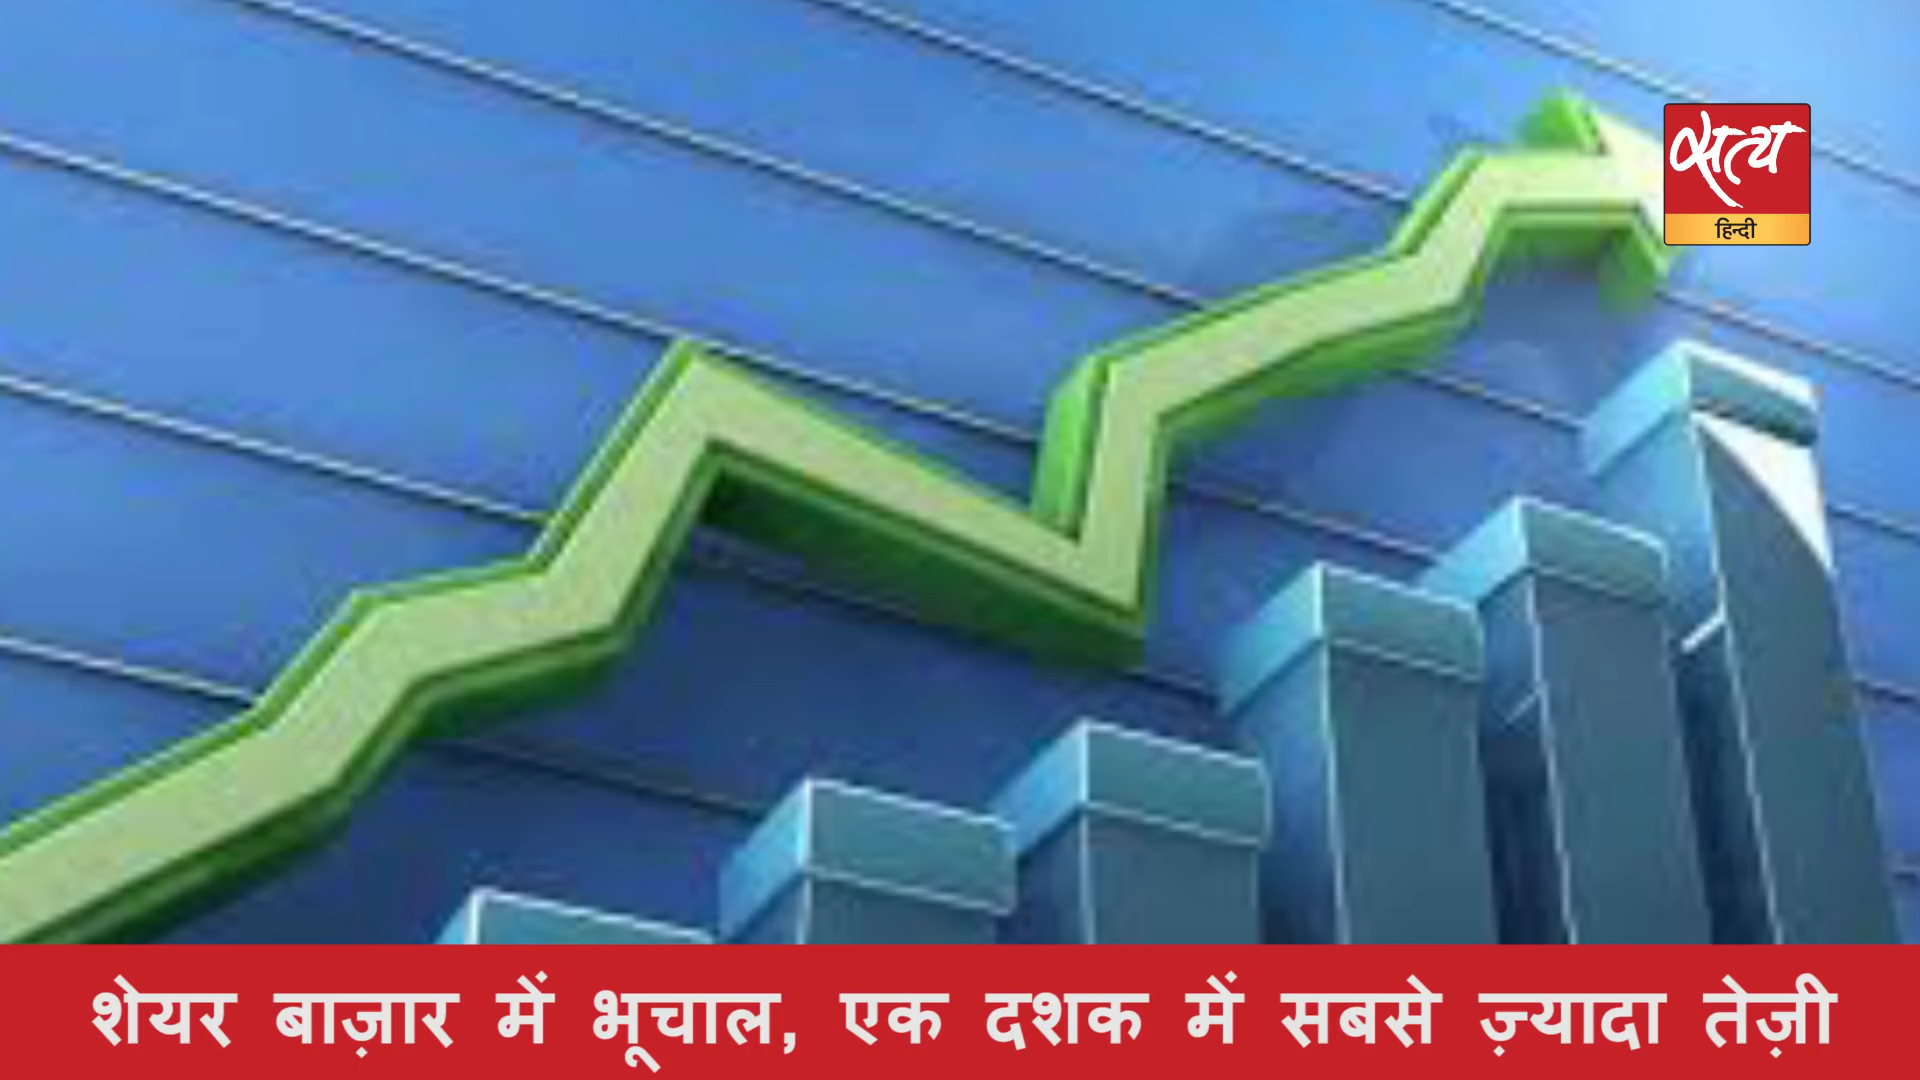 सत्य
हिन्दी
शेयर बाज़ार में भूचाल, एक दशक में सबसे ज़्यादा तेज़ी